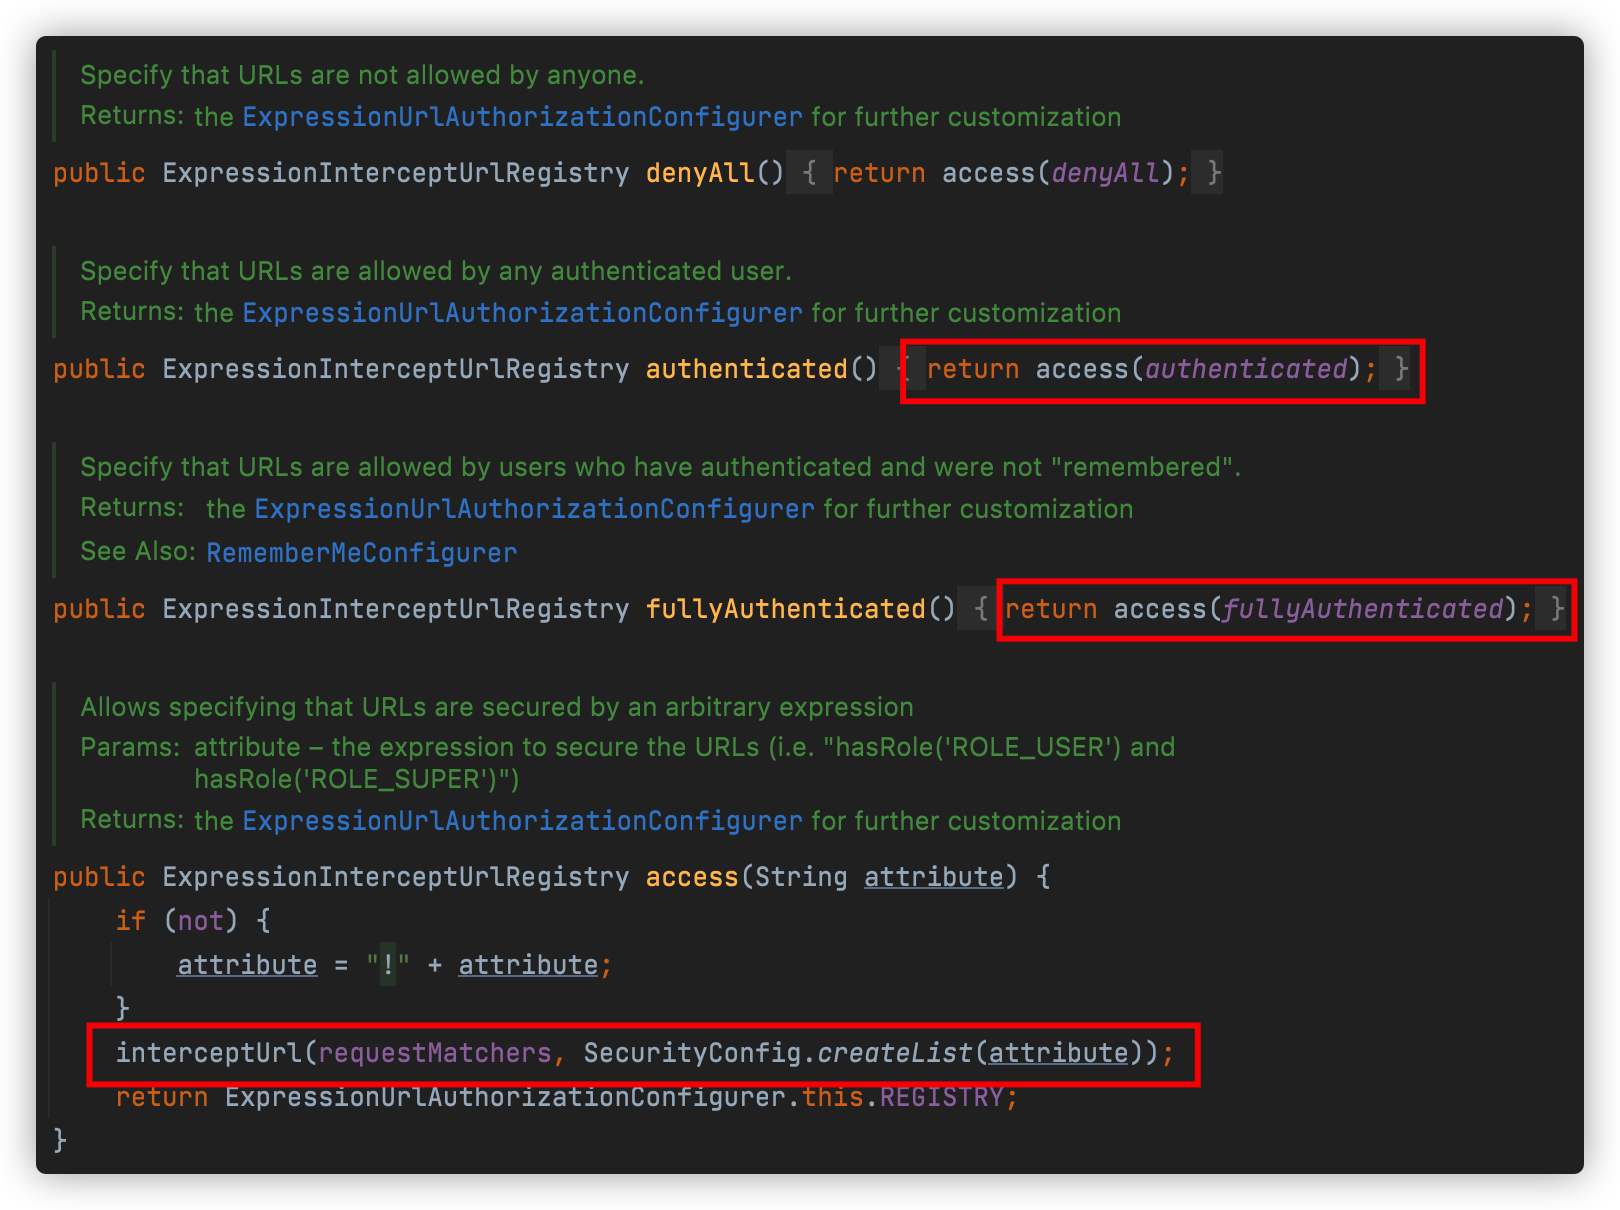 Specify that URLs are not allowed by anyone.
Returns: the ExpressionUrlAuthorizationConfigurer for further customization
public ExpressionInterceptUrlRegistry denyAll() { return access(denyAll); }
Specify that URLs are allowed by any authenticated user.
Returns: the ExpressionUrlAuthorizationConfigurer for further customization
public ExpressionInterceptUrlRegistry authenticated() { return access(authenticated); }
Specify that URLs are allowed by users who have authenticated and were not "remembered".
Returns: the ExpressionUrlAuthorizationConfigurer for further customization
See Also: RememberMeConfigurer
public ExpressionInterceptUrlRegistry fullyAuthenticated() { return access(fullyAuthenticated); }
Allows specifying that URLs are secured by an arbitrary expression
Params: attribute – the expression to secure the URLs (i.e. "hasRole('ROLE_USER') and
hasRole('ROLE_SUPER')")
Returns: the ExpressionUrlAuthorizationConfigurer for further customization
public ExpressionInterceptUrlRegistry access(String attribute) {
if (not) {
attribute = "!" + attribute;
}
interceptUrl(requestMatchers, SecurityConfig.createList(attribute));
return ExpressionUrlAuthorizationConfigurer.this.REGISTRY;
}